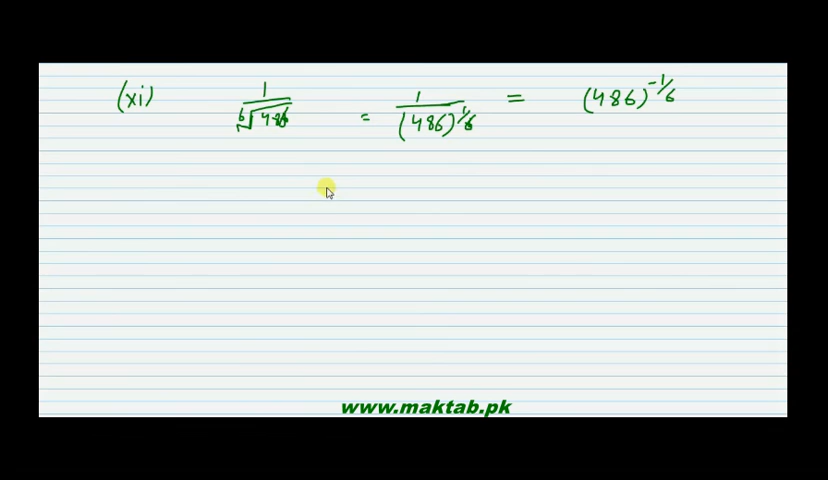 (xi) 1/⁶√486 = 1/(486)^1/6 = (486)^-1/6
www.maktab.pk